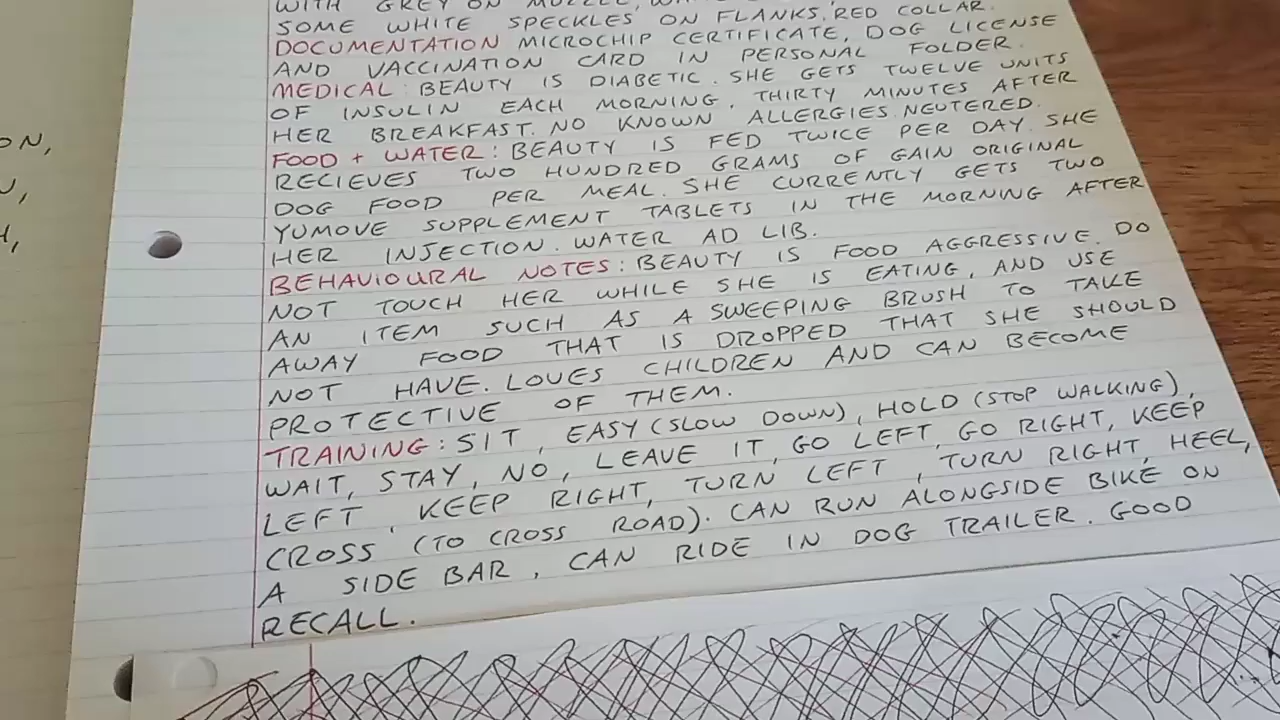 WITH GREY ON MUZZLE,
SOME WHITE SPECKLES ON FLANKS. RED COLLAR.
DOCUMENTATION MICROCHIP CERTIFICATE, DOG LICENSE
AND VACCINATION CARD IN PERSONAL FOLDER.
MEDICAL: BEAUTY IS DIABETIC. SHE GETS TWELVE UNITS
OF INSULIN EACH MORNING, THIRTY MINUTES AFTER
HER BREAKFAST. NO KNOWN ALLERGIES. NEUTERED.
FOOD + WATER: BEAUTY IS FED TWICE PER DAY. SHE
RECIEVES TWO HUNDRED GRAMS OF GAIN ORIGINAL
DOG FOOD PER MEAL. SHE CURRENTLY GETS TWO
YUMOVE SUPPLEMENT TABLETS IN THE MORNING AFTER
HER INJECTION. WATER AD LIB.
BEHAVIOURAL NOTES: BEAUTY IS FOOD AGGRESSIVE. DO
NOT TOUCH HER WHILE SHE IS EATING, AND USE
AN ITEM SUCH AS A SWEEPING BRUSH TO TAKE
AWAY FOOD THAT IS DROPPED THAT SHE SHOULD
NOT HAVE. LOVES CHILDREN AND CAN BECOME
PROTECTIVE OF THEM.
TRAINING: SIT, EASY (SLOW DOWN), HOLD (STOP WALKING),
WAIT, STAY, NO, LEAVE IT, GO LEFT, GO RIGHT, KEEP
LEFT, KEEP RIGHT, TURN LEFT, TURN RIGHT, HEEL,
CROSS (TO CROSS ROAD). CAN RUN ALONGSIDE BIKE ON
A SIDE BAR, CAN RIDE IN DOG TRAILER. GOOD
RECALL.